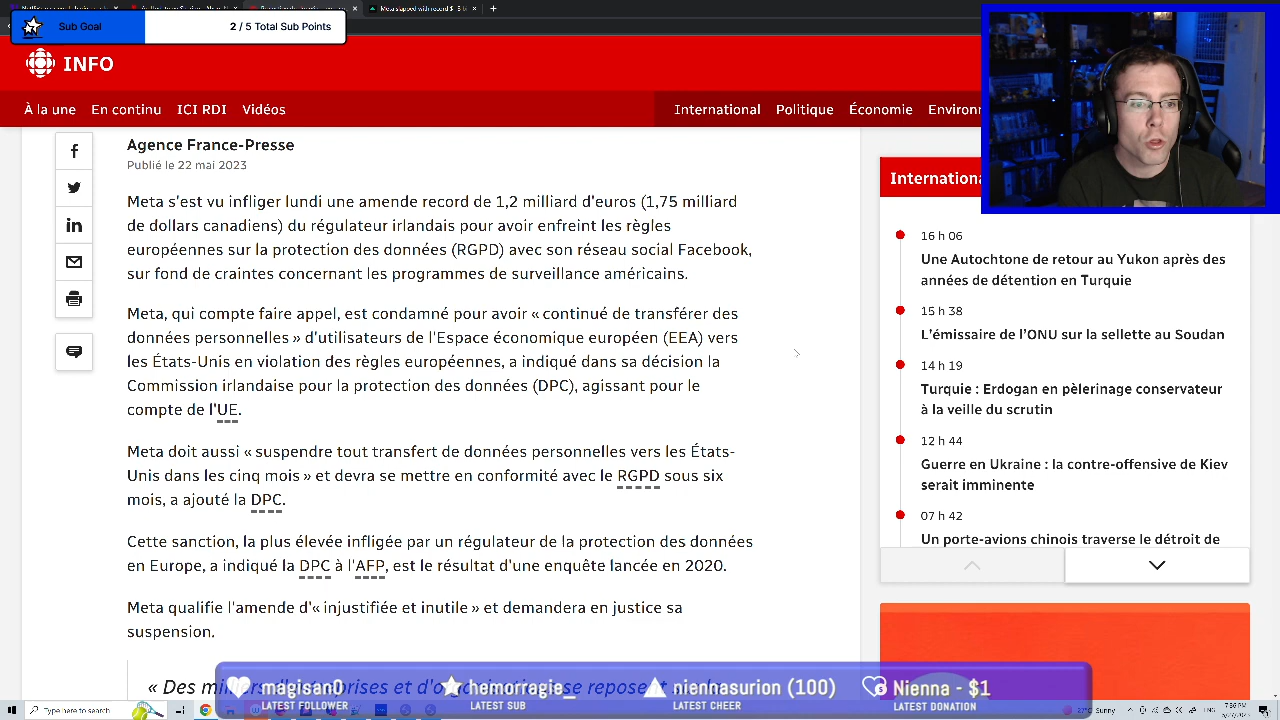 Meta slapped with record $
Sub Goal
2 / 5 Total Sub Points
INFO
À la une En continu ICI RDI Vidéos
International Politique Économie
Agence France-Presse
Publié le 22 mai 2023
Meta s'est vu infliger lundi une amende record de 1,2 milliard d'euros (1,75 milliard
de dollars canadiens) du régulateur irlandais pour avoir enfreint les règles
européennes sur la protection des données (RGPD) avec son réseau social Facebook,
sur fond de craintes concernant les programmes de surveillance américains.
Meta, qui compte faire appel, est condamné pour avoir « continué de transférer des
données personnelles » d'utilisateurs de l'Espace économique européen (EEA) vers
les États-Unis en violation des règles européennes, a indiqué dans sa décision la
Commission irlandaise pour la protection des données (DPC), agissant pour le
compte de l'UE.
Meta doit aussi « suspendre tout transfert de données personnelles vers les États-
Unis dans les cinq mois » et devra se mettre en conformité avec le RGPD sous six
mois, a ajouté la DPC.
Cette sanction, la plus élevée infligée par un régulateur de la protection des données
en Europe, a indiqué la DPC à l'AFP, est le résultat d'une enquête lancée en 2020.
Meta qualifie l'amende d'« injustifiée et inutile » et demandera en justice sa
suspension.
« Des
International
16 h 06
Une Autochtone de retour au Yukon après des
années de détention en Turquie
15 h 38
L'émissaire de l'ONU sur la sellette au Soudan
14 h 19
Turquie : Erdogan en pèlerinage conservateur
à la veille du scrutin
12 h 44
Guerre en Ukraine : la contre-offensive de Kiev
serait imminente
07 h 42
Un porte-avions chinois traverse le détroit de
magisan0
LATEST FOLLOWER
hemorragie_
LATEST SUB
niennasurion (100)
LATEST CHEER
Nienna - $1
LATEST DONATION
Type here to search
Sunny
ENG